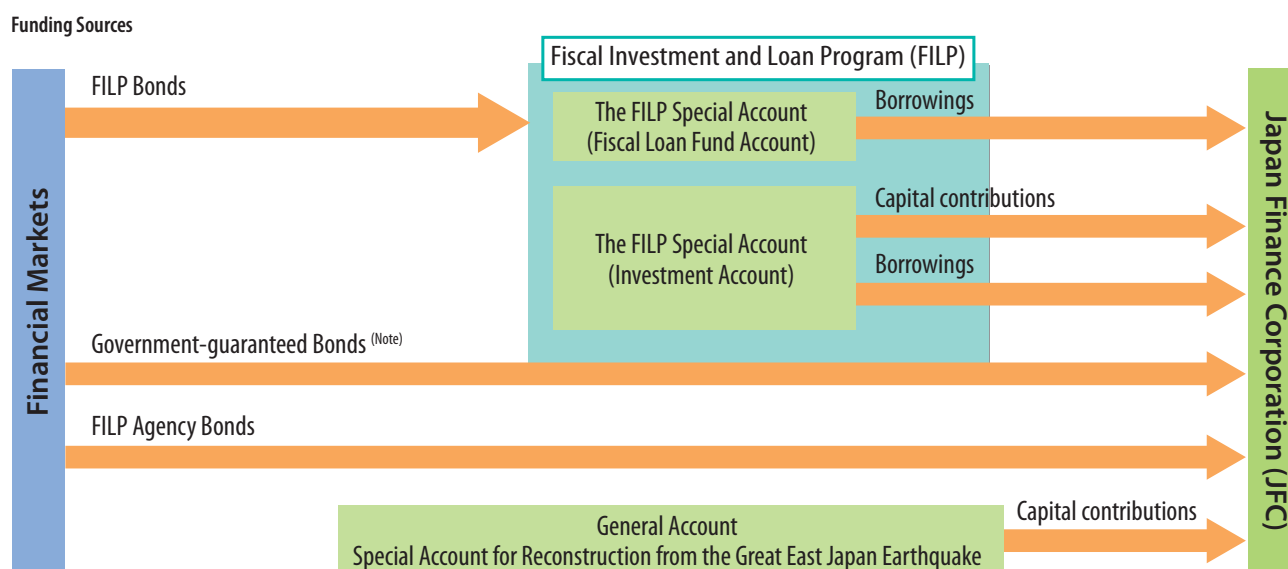 Funding Sources
Fiscal Investment and Loan Program (FILP)
FILP Bonds
The FILP Special Account
(Fiscal Loan Fund Account)
Borrowings
Capital contributions
The FILP Special Account
(Investment Account)
Borrowings
Financial Markets
Government-guaranteed Bonds (Note)
FILP Agency Bonds
General Account
Special Account for Reconstruction from the Great East Japan Earthquake
Capital contributions
Japan Finance Corporation (JFC)